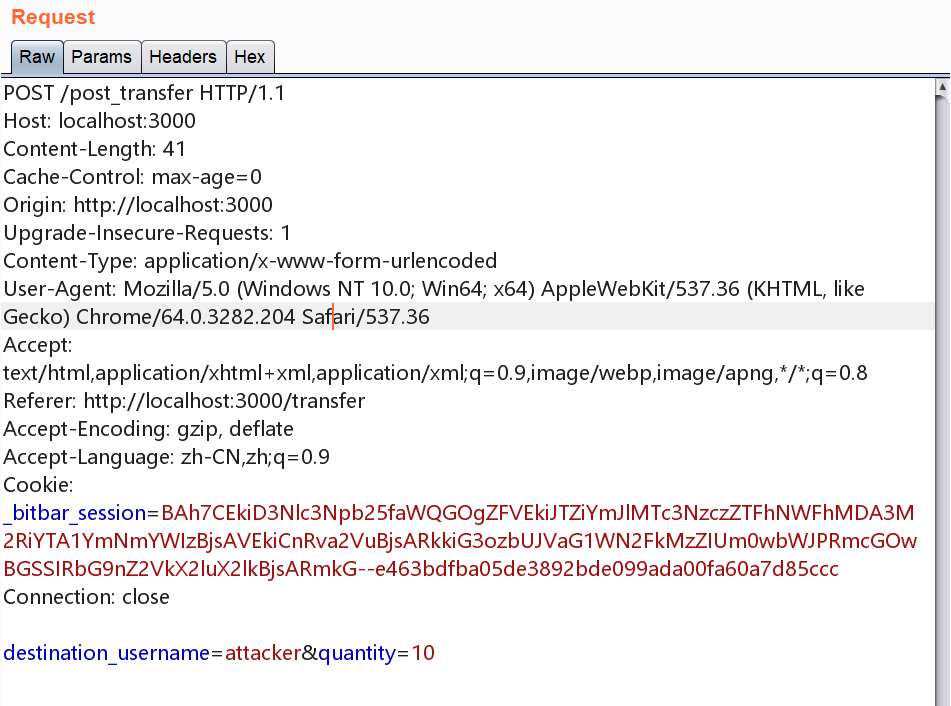 Request
Raw Params Headers Hex
POST /post_transfer HTTP/1.1
Host: localhost:3000
Content-Length: 41
Cache-Control: max-age=0
Origin: http://localhost:3000
Upgrade-Insecure-Requests: 1
Content-Type: application/x-www-form-urlencoded
User-Agent: Mozilla/5.0 (Windows NT 10.0; Win64; x64) AppleWebKit/537.36 (KHTML, like
Gecko) Chrome/64.0.3282.204 Safari/537.36
Accept:
text/html,application/xhtml+xml,application/xml;q=0.9,image/webp,image/apng,*/*;q=0.8
Referer: http://localhost:3000/transfer
Accept-Encoding: gzip, deflate
Accept-Language: zh-CN,zh;q=0.9
Cookie:
_bitbar_session=BAh7CEkiD3Nlc3Npb25faWQGOgZFVEkiJTZiYmJlMTc3NzczZTFhNWFhMDA3M
2RiYTA1YmNmYWIzBjsAVEkiCnRva2VuBjsARkkiG3ozbUJVaG1WN2FkMzZIUm0wbWJPRmcGOw
BGSSIRbG9nZ2VkX2luX2lkBjsARmkG--e463bdfba05de3892bde099ada00fa60a7d85ccc
Connection: close
destination_username=attacker&quantity=10